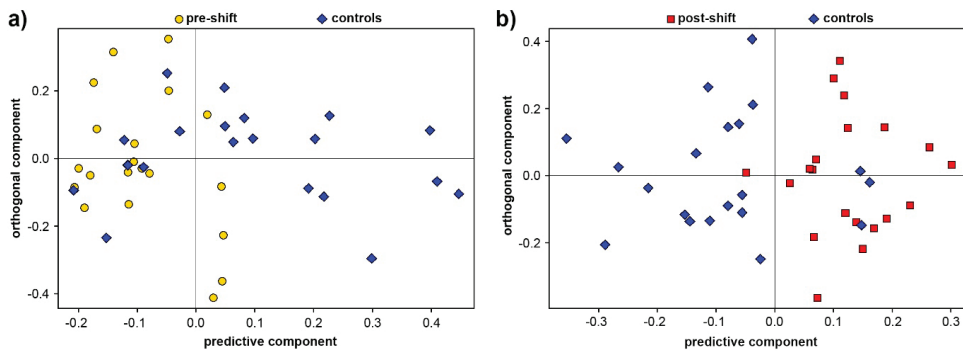 a)
pre-shift controls
0.2
0.0
-0.2
-0.4
orthogonal component
-0.2 -0.1 0.0 0.1 0.2 0.3 0.4
predictive component
b)
post-shift controls
0.4
0.2
0.0
-0.2
orthogonal component
-0.3 -0.2 -0.1 0.0 0.1 0.2 0.3
predictive component